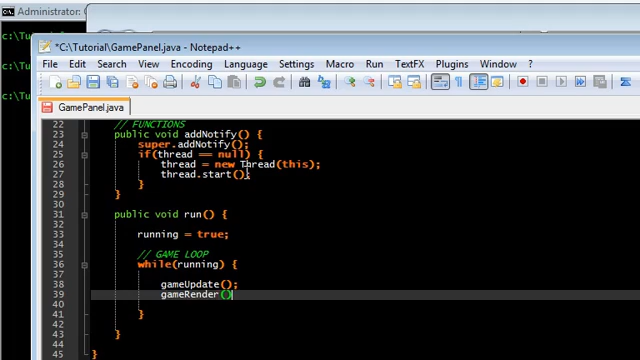 Administrator:
c:\Tu
c:\Tu
c:\Tu
*C:\Tutorial\GamePanel.java - Notepad++
File Edit Search View Encoding Language Settings Macro Run TextFX Plugins Window ?
GamePanel.java
22 // FUNCTIONS
23 public void addNotify() {
24 super.addNotify();
25 if(thread == null) {
26 thread = new Thread(this);
27 thread.start();
28 }
29 }
30
31 public void run() {
32
33 running = true;
34
35 // GAME LOOP
36 while(running) {
37
38 gameUpdate();
39 gameRender()
40
41 }
42
43 }
44
45 }